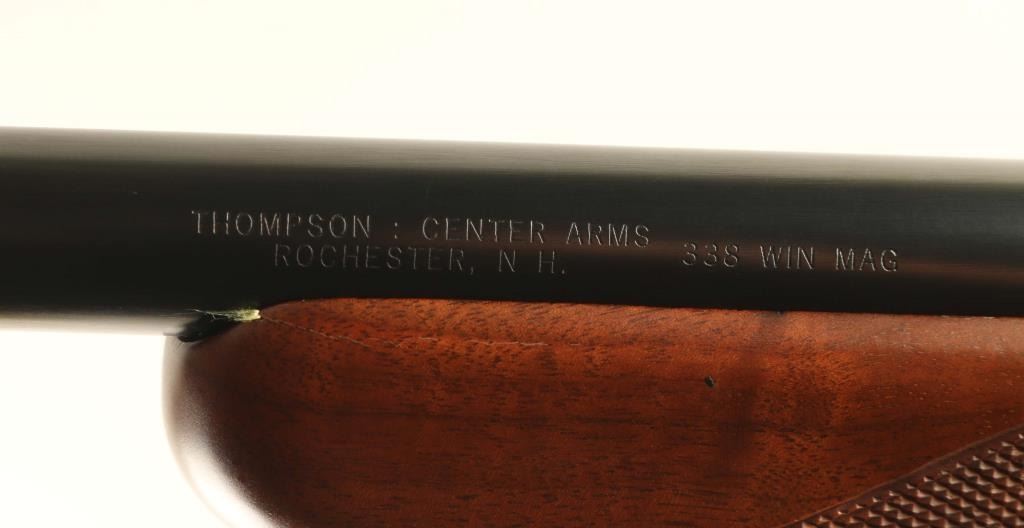 THOMPSON : CENTER ARMS
ROCHESTER, N H.
338 WIN MAG